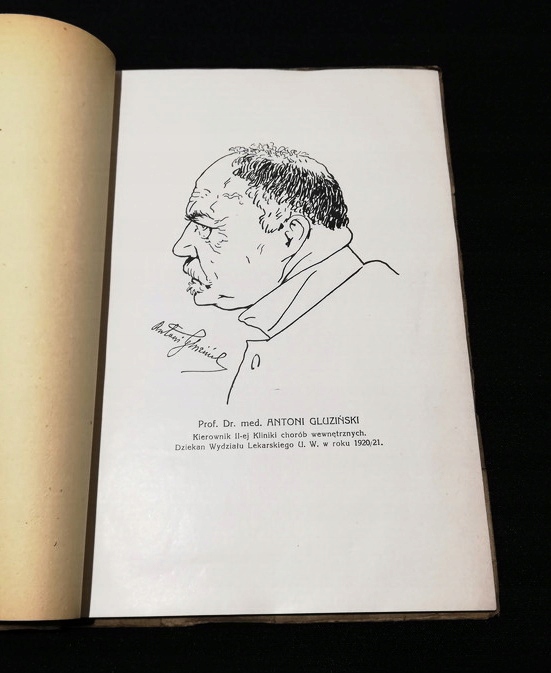 Antoni Gluziński
Prof. Dr. med. ANTONI GLUZIŃSKI
Kierownik II-ej Kliniki chorób wewnętrznych.
Dziekan Wydziału Lekarskiego U. W. w roku 1920/21.